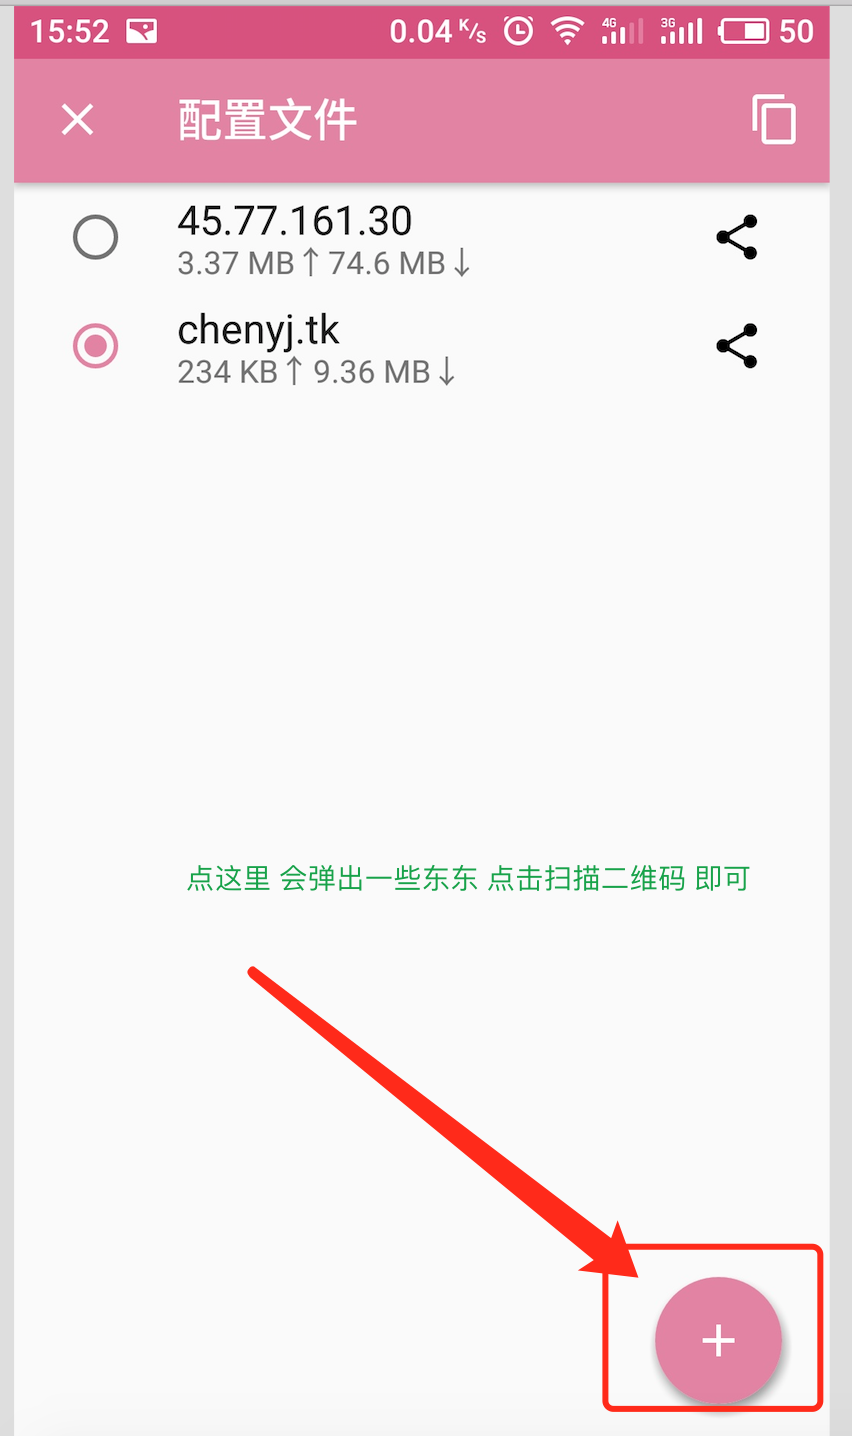 15:52 0.04 K/s 4G 3G 50
配置文件
45.77.161.30
3.37 MB↑ 74.6 MB↓
chenyj.tk
234 KB↑ 9.36 MB↓
点这里 会弹出一些东东 点击扫描二维码 即可